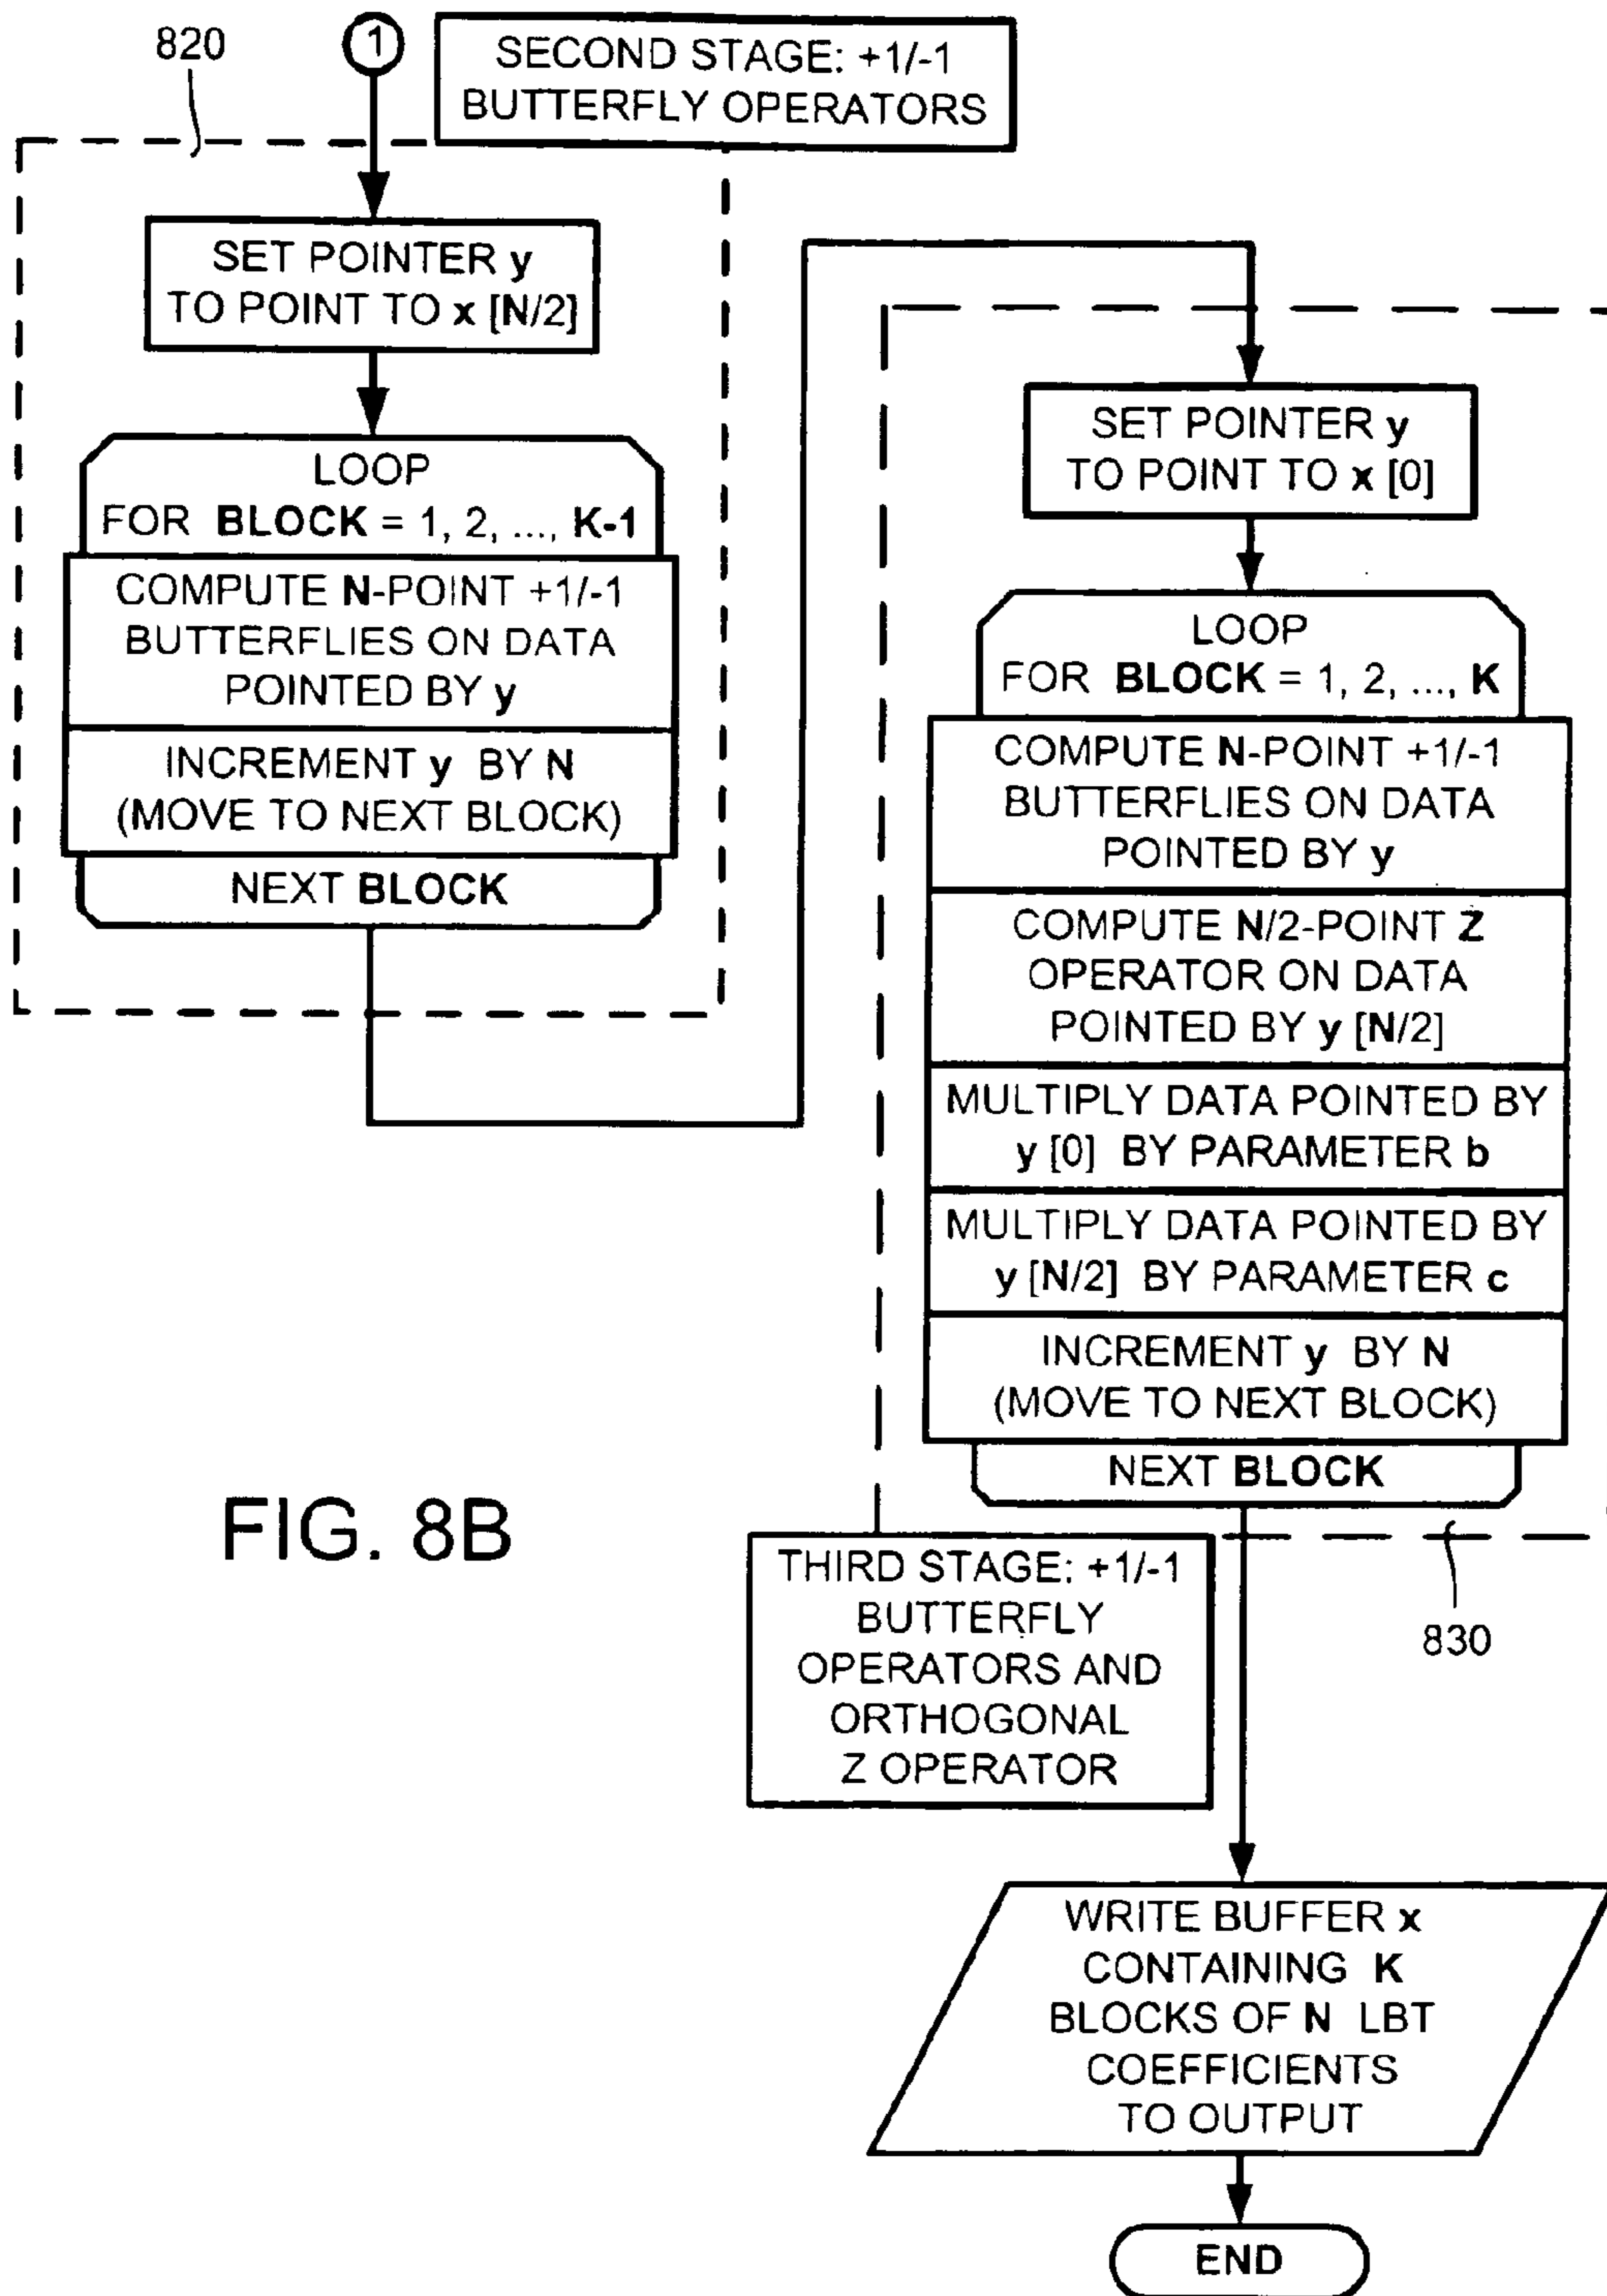 820
1
SECOND STAGE: +1/-1
BUTTERFLY OPERATORS
SET POINTER y
TO POINT TO x [N/2]
LOOP
FOR BLOCK = 1, 2, ..., K-1
COMPUTE N-POINT +1/-1
BUTTERFLIES ON DATA
POINTED BY y
INCREMENT y BY N
(MOVE TO NEXT BLOCK)
NEXT BLOCK
SET POINTER y
TO POINT TO x [0]
LOOP
FOR BLOCK = 1, 2, ..., K
COMPUTE N-POINT +1/-1
BUTTERFLIES ON DATA
POINTED BY y
COMPUTE N/2-POINT Z
OPERATOR ON DATA
POINTED BY y [N/2]
MULTIPLY DATA POINTED BY
y [0] BY PARAMETER b
MULTIPLY DATA POINTED BY
y [N/2] BY PARAMETER c
INCREMENT y BY N
(MOVE TO NEXT BLOCK)
NEXT BLOCK
830
THIRD STAGE: +1/-1
BUTTERFLY
OPERATORS AND
ORTHOGONAL
Z OPERATOR
WRITE BUFFER x
CONTAINING K
BLOCKS OF N LBT
COEFFICIENTS
TO OUTPUT
END
FIG. 8B